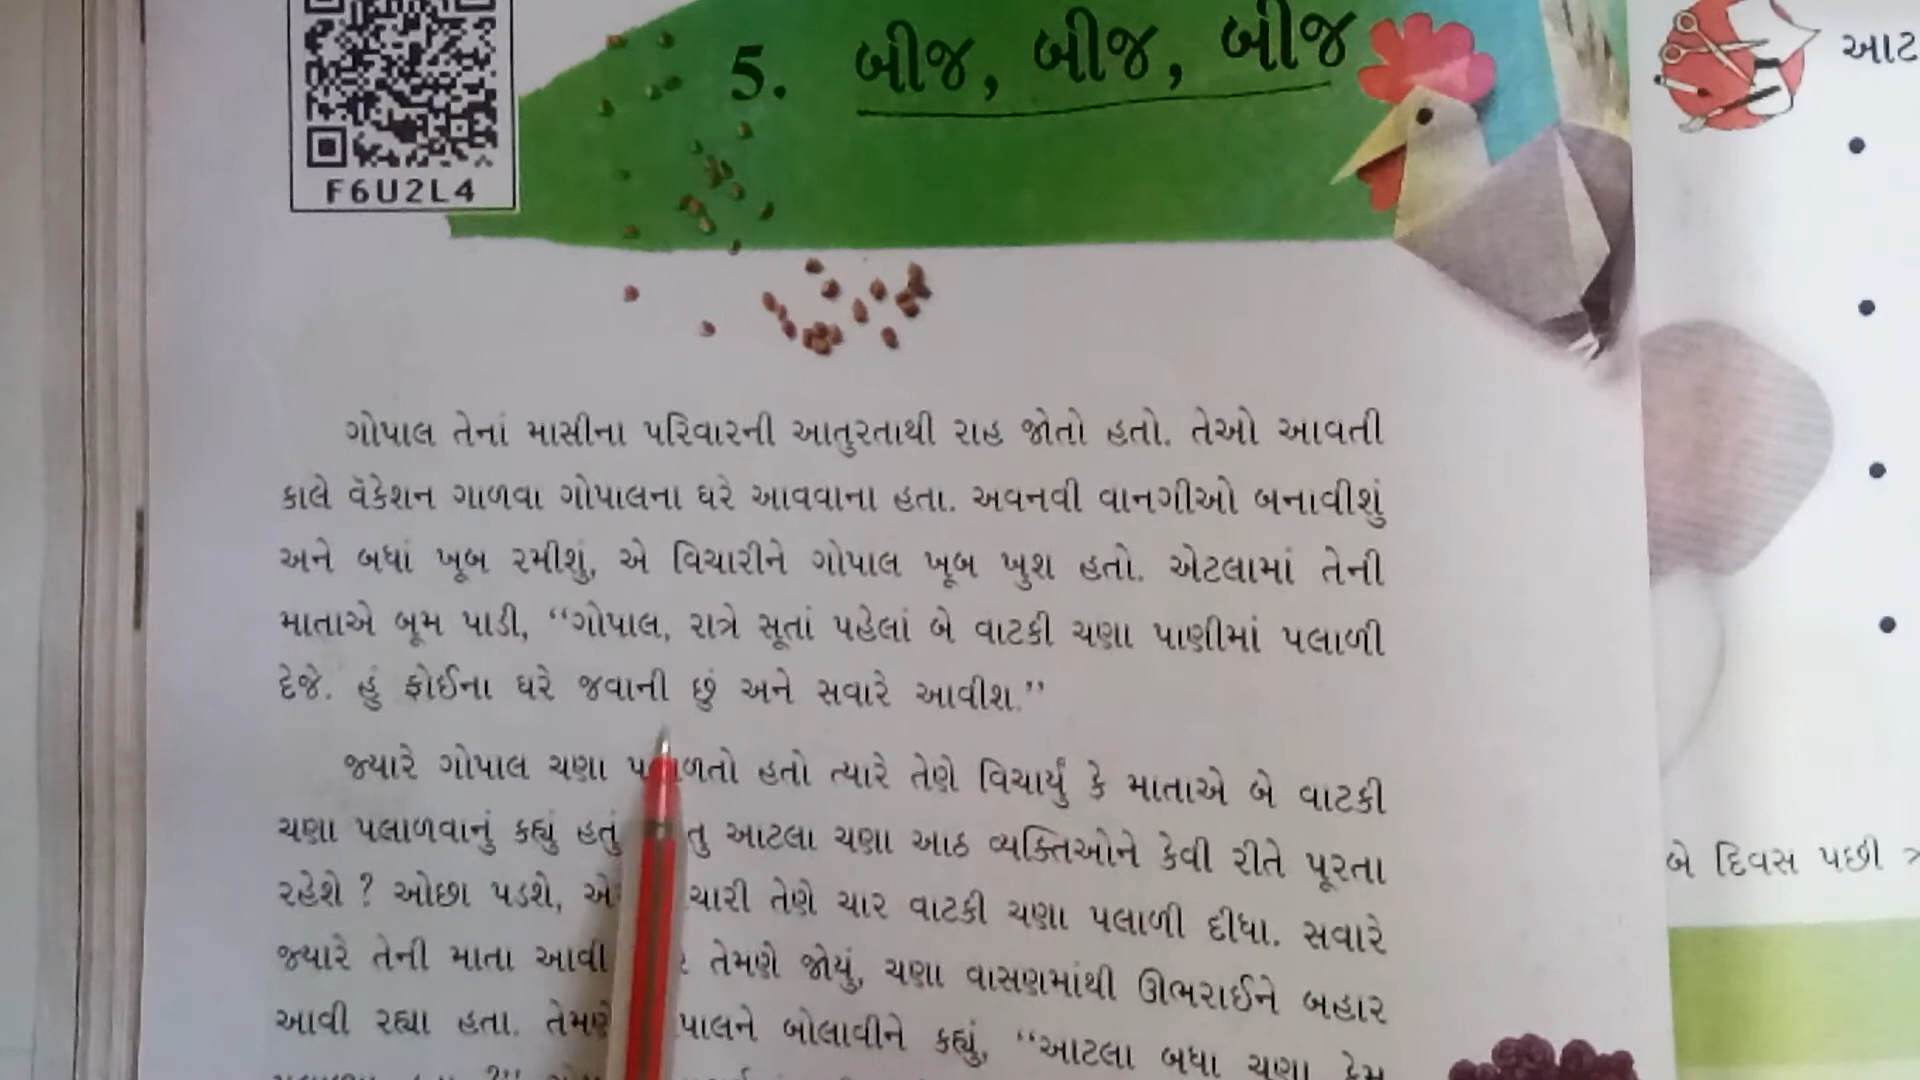 5. બીજ, બીજ, બીજ
F6U2L4
ગોપાલ તેનાં માસીના પરિવારની આતુરતાથી રાહ જોતો હતો. તેઓ આવતી
કાલે વૅકેશન ગાળવા ગોપાલના ઘરે આવવાના હતા. અવનવી વાનગીઓ બનાવીશું
અને બધાં ખૂબ રમીશું, એ વિચારીને ગોપાલ ખૂબ ખુશ હતો. એટલામાં તેની
માતાએ બૂમ પાડી, “ગોપાલ, રાત્રે સૂતાં પહેલાં બે વાટકી ચણા પાણીમાં પલાળી
દેજે. હું ફોઈના ઘરે જવાની છું અને સવારે આવીશ.”
જ્યારે ગોપાલ ચણા હતો ત્યારે તેણે વિચાર્યું કે માતાએ બે વાટકી
ચણા પલાળવાનું કહ્યું હતું આટલા ચણા આઠ વ્યક્તિઓને કેવી રીતે પૂરતા
રહેશે ? ઓછા પડશે, તેણે ચાર વાટકી ચણા પલાળી દીધા. સવારે
જ્યારે તેની માતા આવી તેમણે જોયું, ચણા વાસણમાંથી ઊભરાઈને બહાર
આવી રહ્યા હતા. બોલાવીને કહ્યું, “આટલા બધા ચણા કેમ
આટ
બે દિવસ પછી